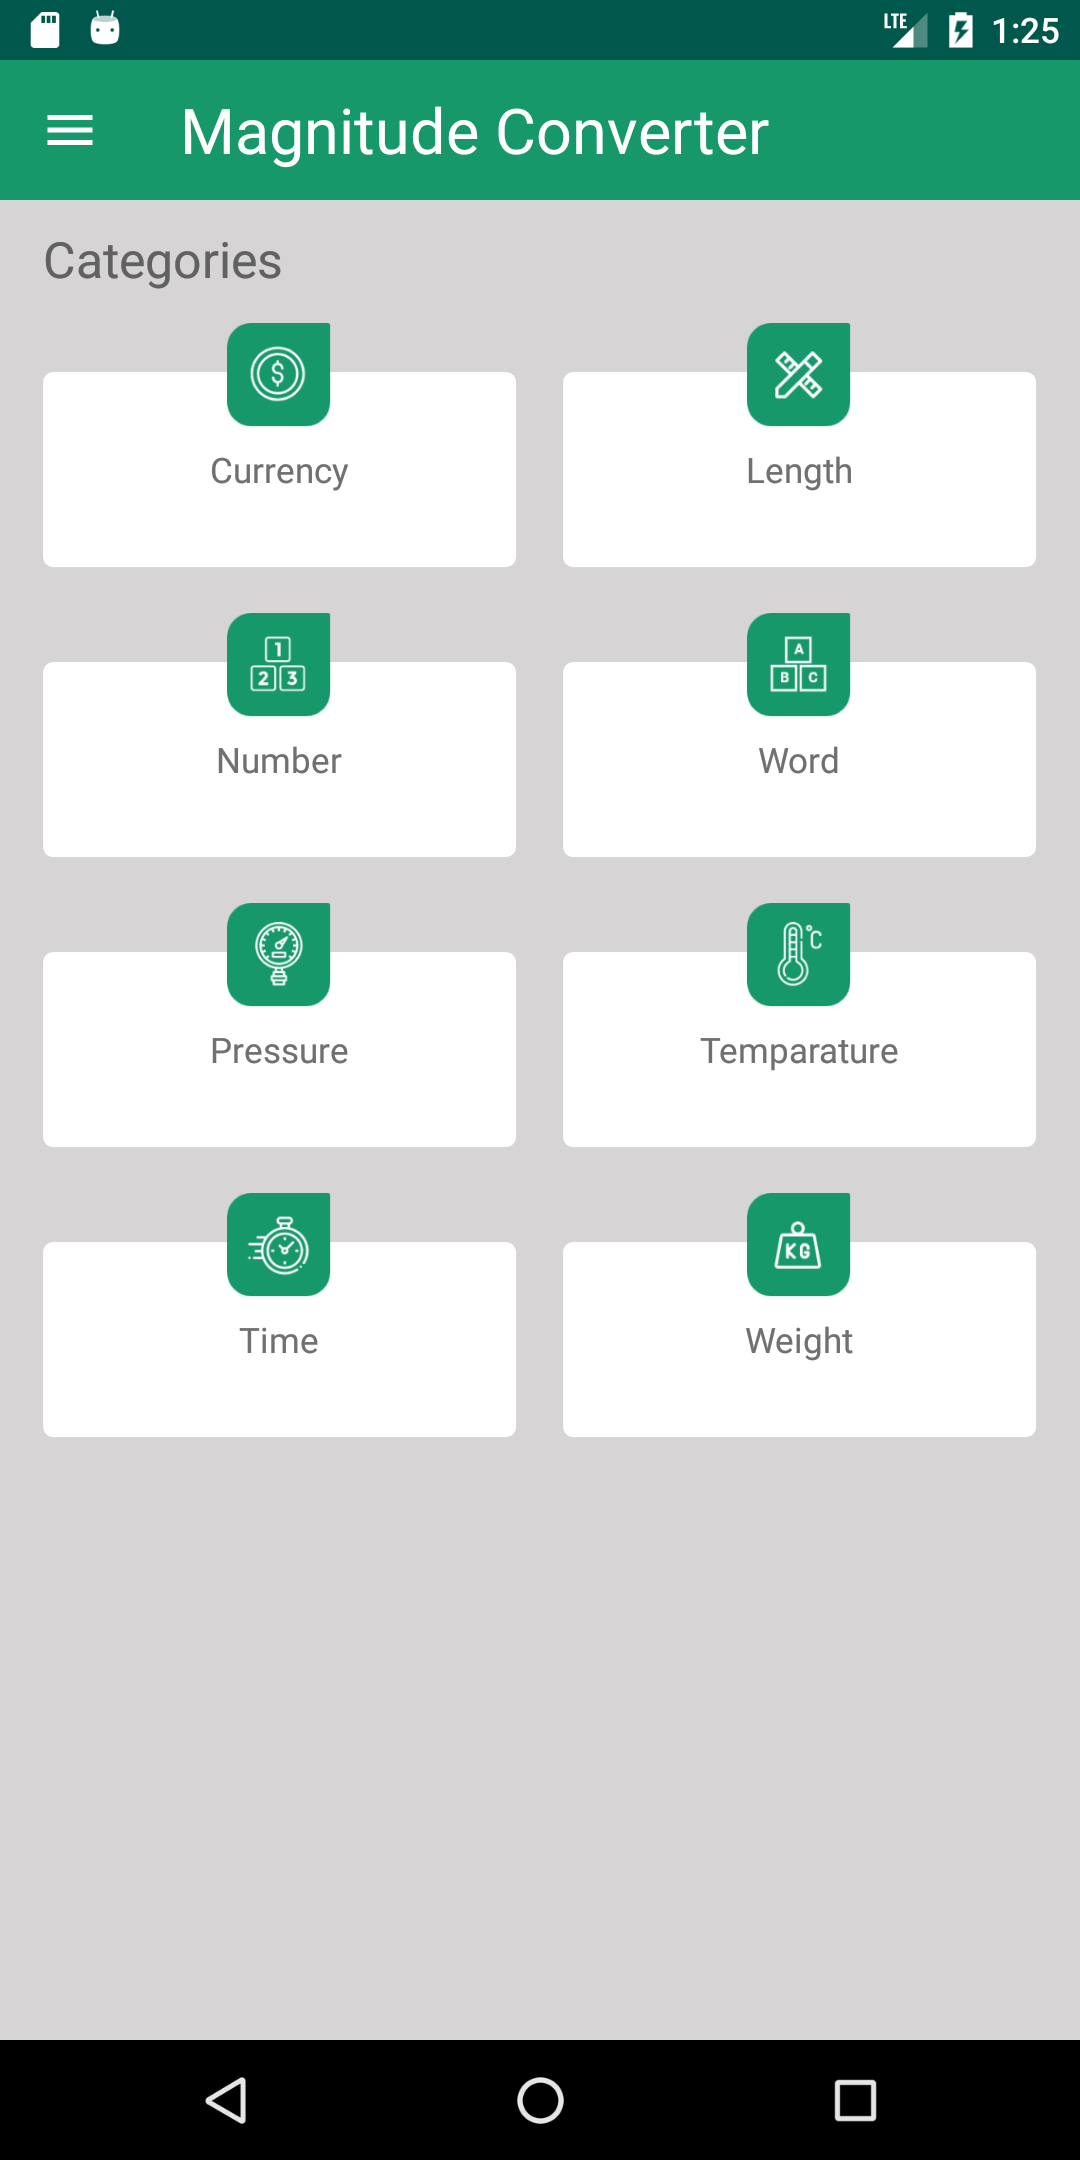 LTE 1:25
Magnitude Converter
Categories
$
Currency
Length
1
2 3
Number
A
B C
Word
Pressure
°C
Temparature
Time
KG
Weight